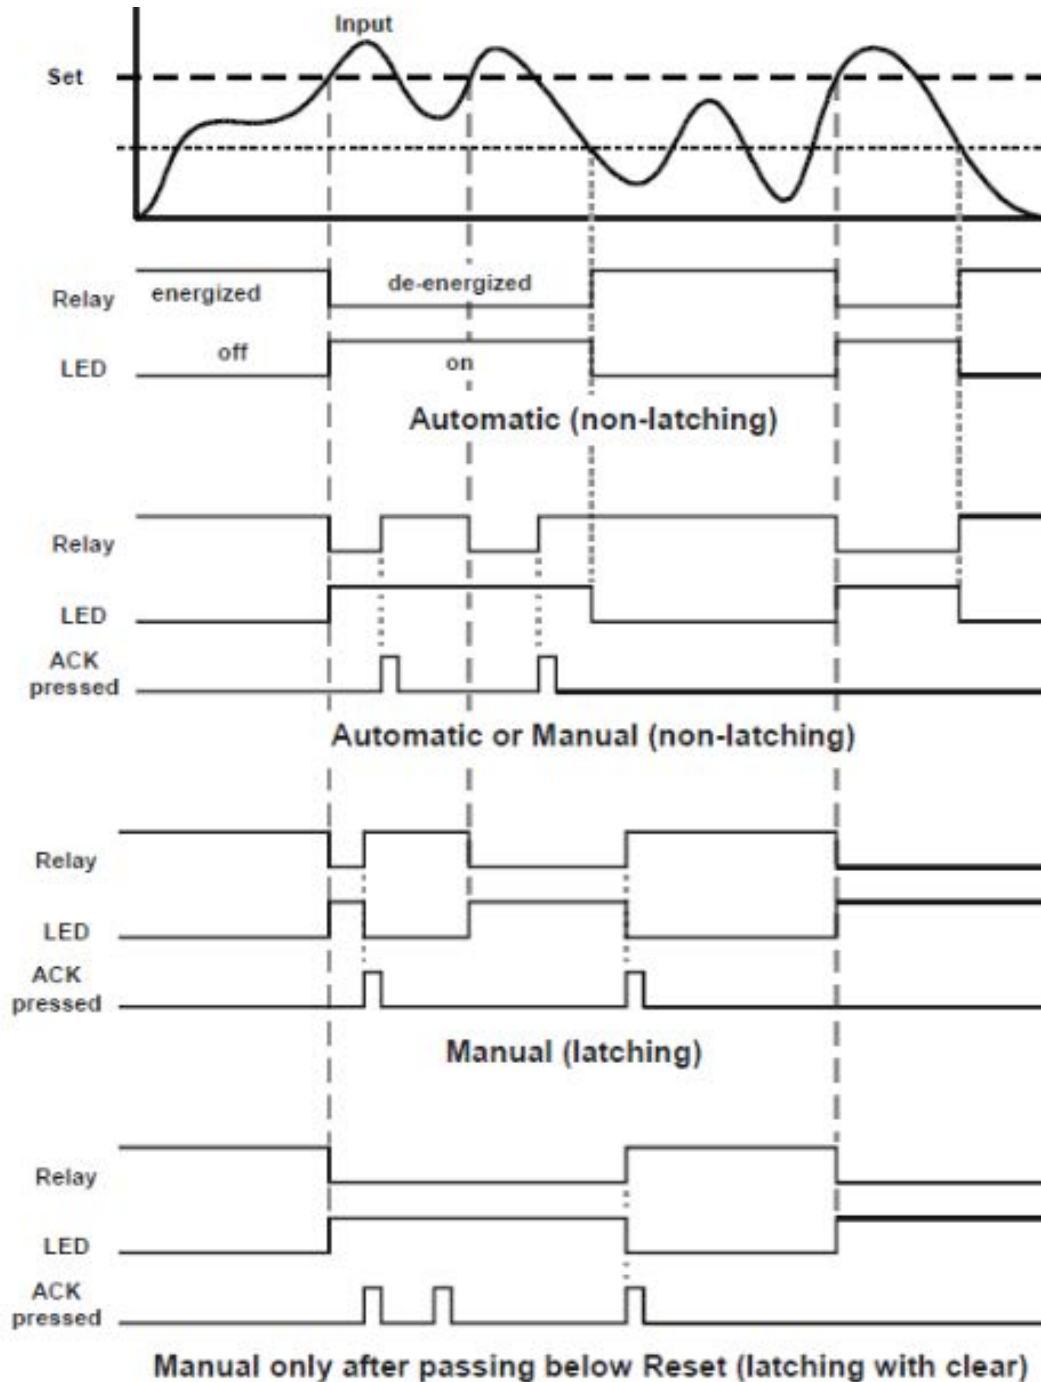 Input
Set
Relay
energized
de-energized
LED
off
on
Automatic (non-latching)
Relay
LED
ACK
pressed
Automatic or Manual (non-latching)
Relay
LED
ACK
pressed
Manual (latching)
Relay
LED
ACK
pressed
Manual only after passing below Reset (latching with clear)